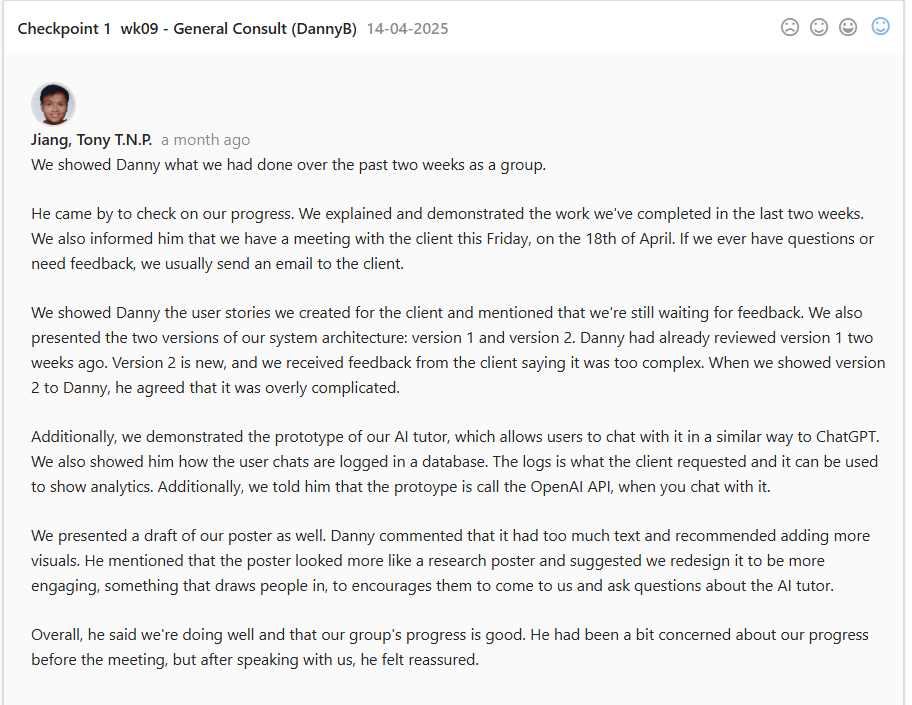 Checkpoint 1 wk09 - General Consult (DannyB) 14-04-2025
Jiang, Tony T.N.P. a month ago
We showed Danny what we had done over the past two weeks as a group.
He came by to check on our progress. We explained and demonstrated the work we've completed in the last two weeks.
We also informed him that we have a meeting with the client this Friday, on the 18th of April. If we ever have questions or
need feedback, we usually send an email to the client.
We showed Danny the user stories we created for the client and mentioned that we're still waiting for feedback. We also
presented the two versions of our system architecture: version 1 and version 2. Danny had already reviewed version 1 two
weeks ago. Version 2 is new, and we received feedback from the client saying it was too complex. When we showed version
2 to Danny, he agreed that it was overly complicated.
Additionally, we demonstrated the prototype of our AI tutor, which allows users to chat with it in a similar way to ChatGPT.
We also showed him how the user chats are logged in a database. The logs is what the client requested and it can be used
to show analytics. Additionally, we told him that the protoype is call the OpenAI API, when you chat with it.
We presented a draft of our poster as well. Danny commented that it had too much text and recommended adding more
visuals. He mentioned that the poster looked more like a research poster and suggested we redesign it to be more
engaging, something that draws people in, to encourages them to come to us and ask questions about the AI tutor.
Overall, he said we're doing well and that our group's progress is good. He had been a bit concerned about our progress
before the meeting, but after speaking with us, he felt reassured.